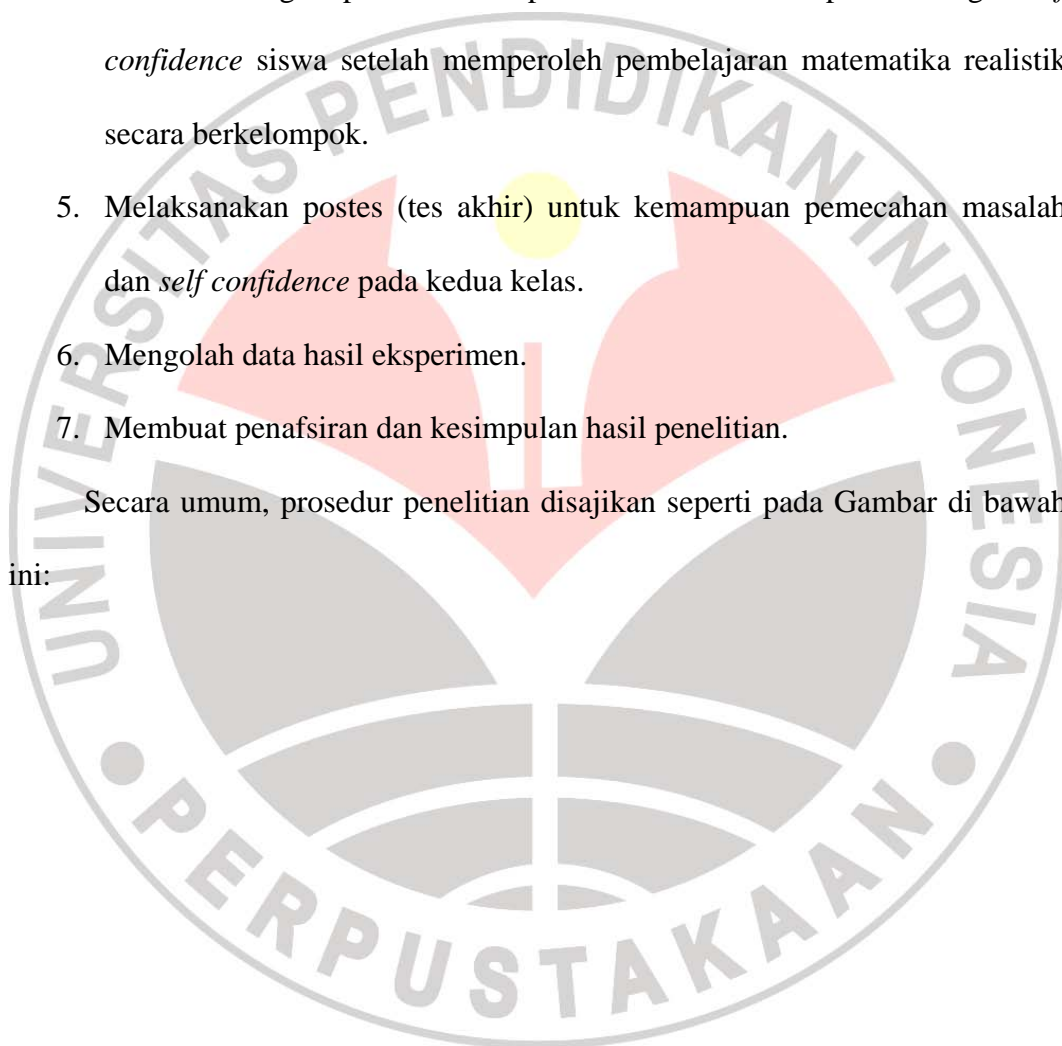 confidence siswa setelah memperoleh pembelajaran matematika realistik
secara berkelompok.
5. Melaksanakan postes (tes akhir) untuk kemampuan pemecahan masalah
dan self confidence pada kedua kelas.
6. Mengolah data hasil eksperimen.
7. Membuat penafsiran dan kesimpulan hasil penelitian.
Secara umum, prosedur penelitian disajikan seperti pada Gambar di bawah
ini:
UNIVERSITAS PENDIDIKAN INDONESIA
PERPUSTAKAAN